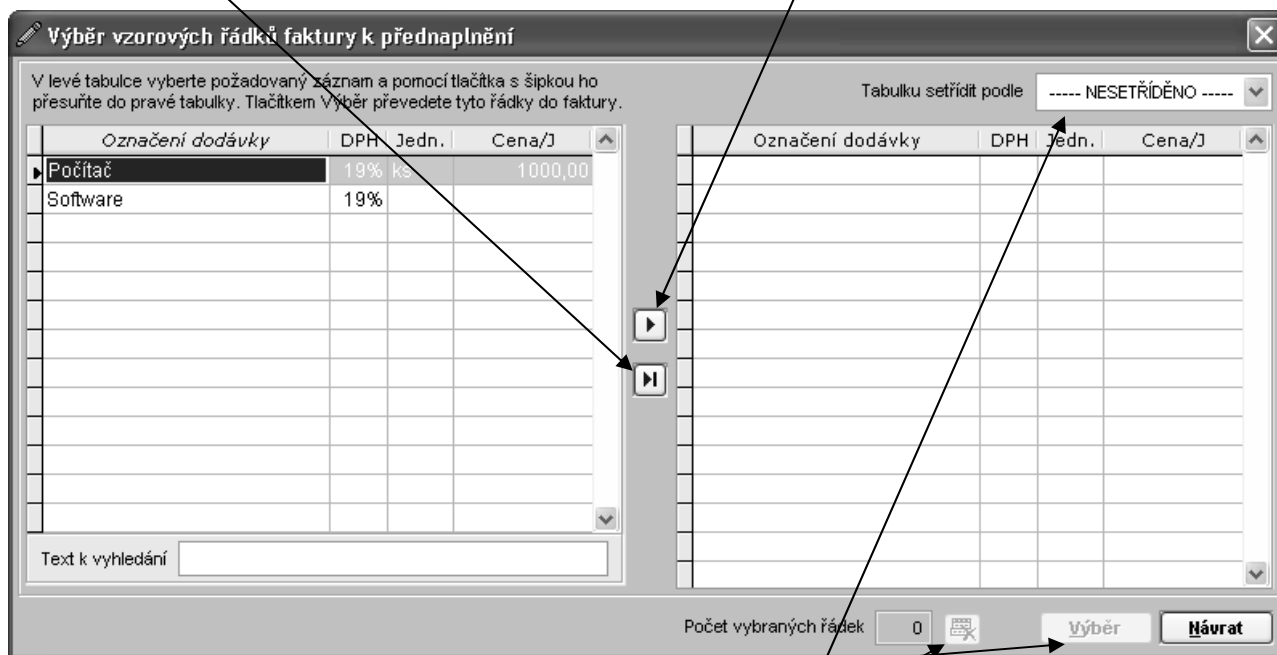 Výběr vzorových řádků faktury k přednaplnění
V levé tabulce vyberte požadovaný záznam a pomocí tlačítka s šipkou ho
přesuňte do pravé tabulky. Tlačítkem Výběr převedete tyto řádky do faktury.
Tabulku setřídit podle ----- NESETŘÍDĚNO -----
Označení dodávky DPH Jedn. Cena/J
Označení dodávky DPH Jedn. Cena/J
Počítač 19% ks 1000,00
Software 19%
Text k vyhledání
Počet vybraných řádek 0 Výběr Návrat